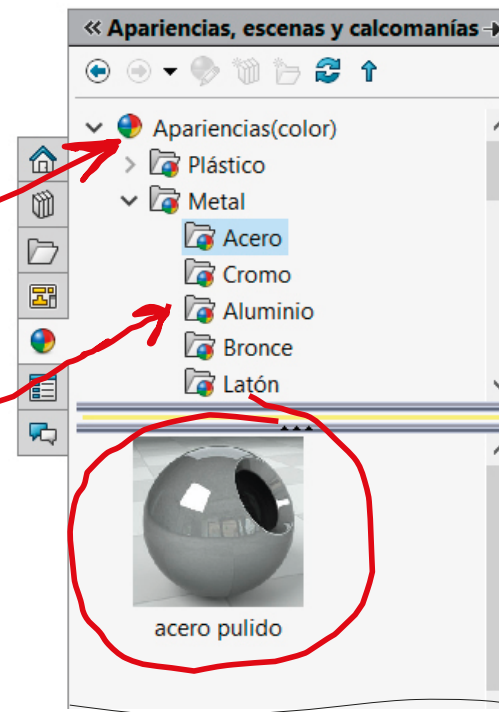 Apariencias, escenas y calcomanías
Apariencias(color)
Plástico
Metal
Acero
Cromo
Aluminio
Bronce
Latón
acero pulido